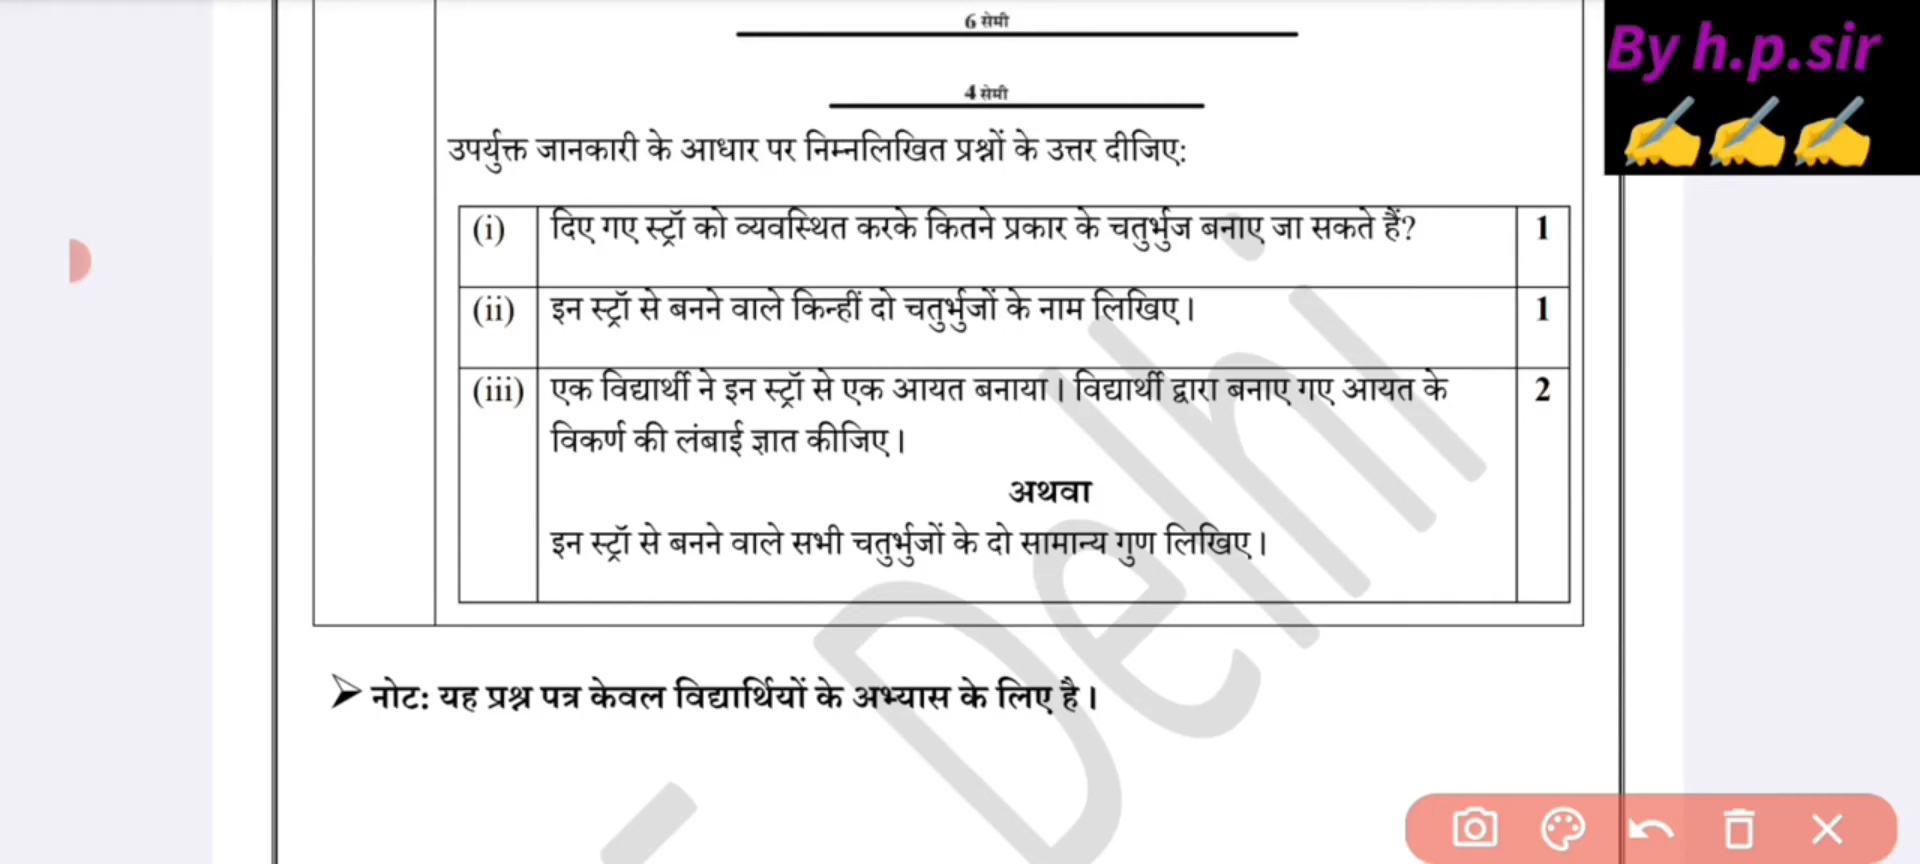 6 सेमी
By h.p.sir
4 सेमी
उपर्युक्त जानकारी के आधार पर निम्नलिखित प्रश्नों के उत्तर दीजिए:
(i) दिए गए स्ट्रॉ को व्यवस्थित करके कितने प्रकार के चतुर्भुज बनाए जा सकते हैं? 1
(ii) इन स्ट्रॉ से बनने वाले किन्हीं दो चतुर्भुजों के नाम लिखिए। 1
(iii) एक विद्यार्थी ने इन स्ट्रॉ से एक आयत बनाया। विद्यार्थी द्वारा बनाए गए आयत के 2
विकर्ण की लंबाई ज्ञात कीजिए।
अथवा
इन स्ट्रॉ से बनने वाले सभी चतुर्भुजों के दो सामान्य गुण लिखिए।
नोट: यह प्रश्न पत्र केवल विद्यार्थियों के अभ्यास के लिए है।
Delhi